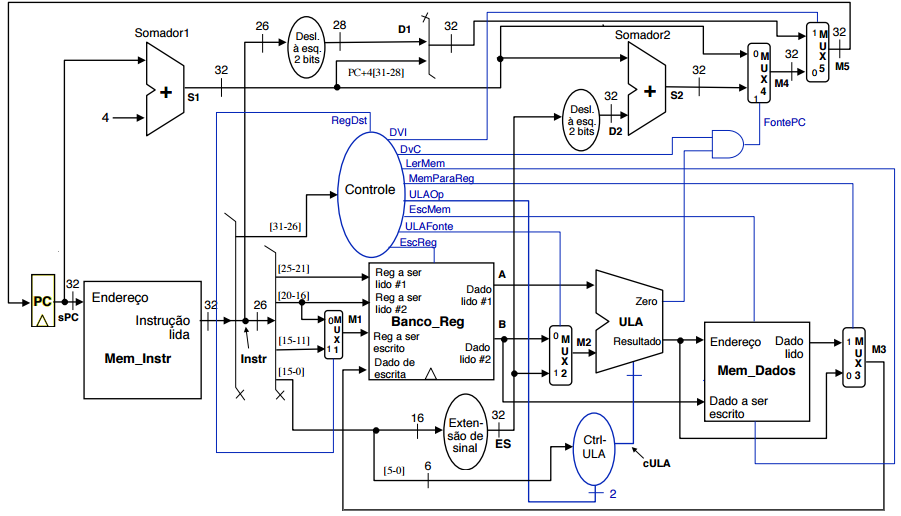 Somador1
26
Desl.
à esq.
2 bits
28
D1
32
PC+4[31-28]
32
S1
4
Somador2
32
S2
Desl.
à esq.
2 bits
32
D2
0
M
U
X
4
1
32
M4
1
M
U
X
0
5
32
M5
FontePC
RegDst
DVI
DvC
LerMem
MemParaReg
ULAOp
EscMem
ULAFonte
EscReg
Controle
[31-26]
[25-21]
[20-16]
[15-11]
[15-0]
PC
32
sPC
Endereço
Instrução
lida
Mem_Instr
32
26
Instr
0
M
U
X
1
1
M1
Reg a ser
lido #1
Reg a ser
lido #2
Banco_Reg
Reg a ser
escrito
Dado de
escrita
Dado
lido #1
Dado
lido #2
A
B
0
M
U
X
1
2
M2
Zero
ULA
Resultado
Endereço
Dado
lido
Mem_Dados
Dado a ser
escrito
1
M
U
X
0
3
M3
16
Exten-
são de
sinal
32
ES
[5-0]
6
Ctrl-
ULA
cULA
2